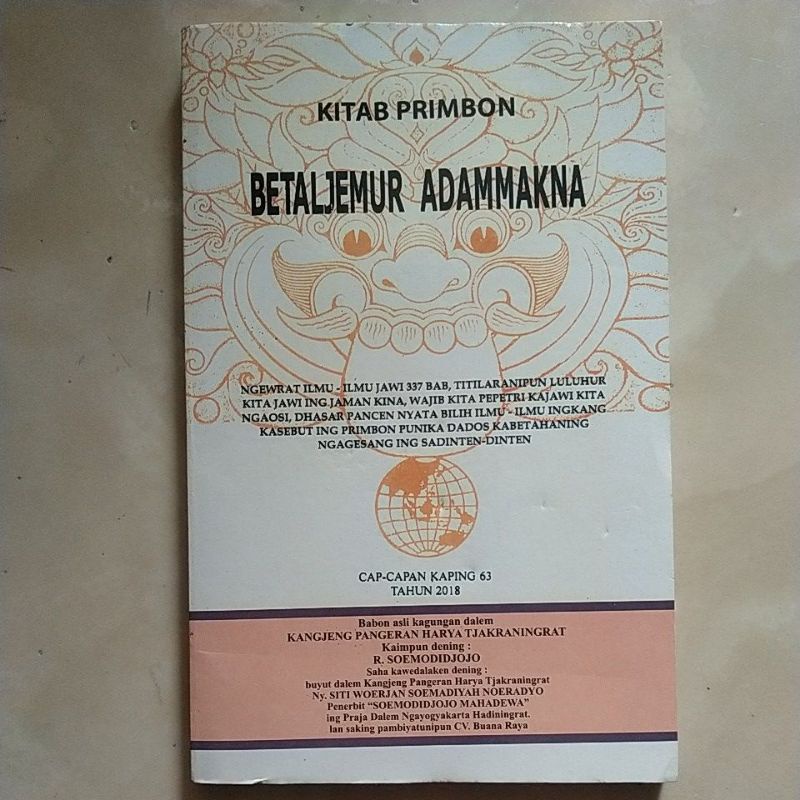 KITAB PRIMBON
BETALJEMUR ADAMMAKNA
NGEWRAT ILMU - ILMU JAWI 337 BAB, TITILARANIPUN LULUHUR
KITA JAWI ING JAMAN KINA, WAJIB KITA PEPETRI KAJAWI KITA
NGAOSI, DHASAR PANCEN NYATA BILIH ILMU - ILMU INGKANG
KASEBUT ING PRIMBON PUNIKA DADOS KABETAHANING
NGAGESANG ING SADINTEN-DINTEN
CAP-CAPAN KAPING 63
TAHUN 2018
Babon asli kagungan dalem
KANGJENG PANGERAN HARYA TJAKRANINGRAT
Kaimpun dening :
R. SOEMODIDJOJO
Saha kawedalaken dening :
buyut dalem Kangjeng Pangeran Harya Tjakraningrat
Ny. SITI WOERJAN SOEMADIYAH NOERADYO
Penerbit “SOEMODIDJOJO MAHADEWA”
ing Praja Dalem Ngayogyakarta Hadiningrat.
lan saking pambiyatunipun CV. Buana Raya